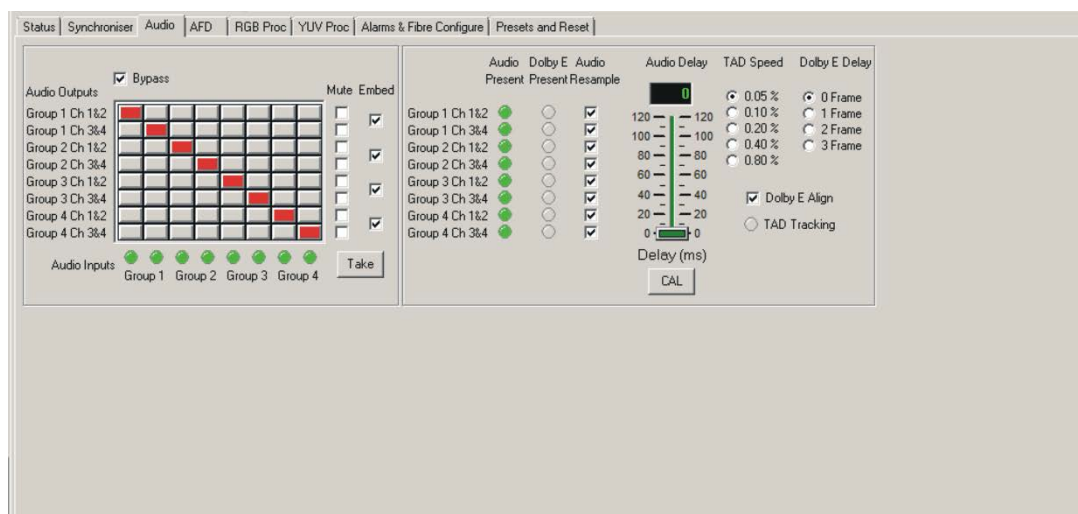 Status Synchroniser Audio AFD RGB Proc YUV Proc Alarms & Fibre Configure Presets and Reset
Bypass
Audio Outputs Mute Embed
Group 1 Ch 1&2
Group 1 Ch 3&4
Group 2 Ch 1&2
Group 2 Ch 3&4
Group 3 Ch 1&2
Group 3 Ch 3&4
Group 4 Ch 1&2
Group 4 Ch 3&4
Audio Inputs
Group 1 Group 2 Group 3 Group 4
Take
Audio Present Dolby E Present Audio Resample
Group 1 Ch 1&2
Group 1 Ch 3&4
Group 2 Ch 1&2
Group 2 Ch 3&4
Group 3 Ch 1&2
Group 3 Ch 3&4
Group 4 Ch 1&2
Group 4 Ch 3&4
Audio Delay
0
120 120
100 100
80 80
60 60
40 40
20 20
0 0
Delay (ms)
CAL
TAD Speed
0.05 %
0.10 %
0.20 %
0.40 %
0.80 %
Dolby E Delay
0 Frame
1 Frame
2 Frame
3 Frame
Dolby E Align
TAD Tracking